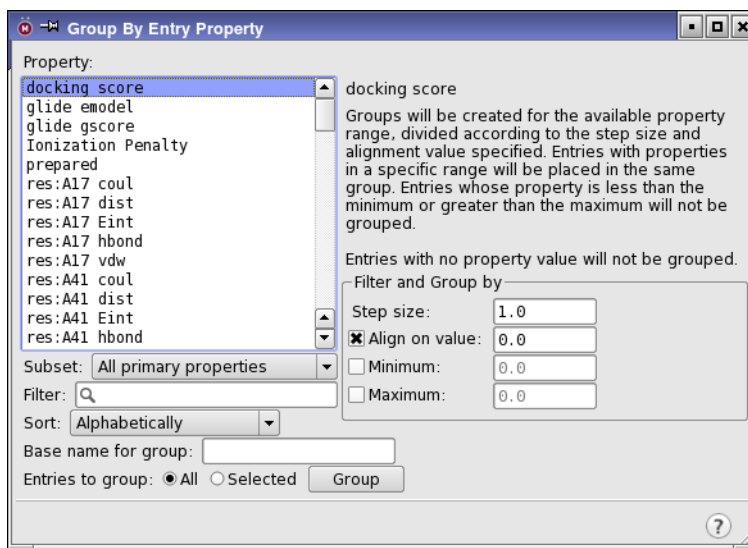 Group By Entry Property
Property:
docking score
glide emodel
glide gscore
Ionization Penalty
prepared
res:A17 coul
res:A17 dist
res:A17 Eint
res:A17 hbond
res:A17 vdw
res:A41 coul
res:A41 dist
res:A41 Eint
res:A41 hbond
Subset: All primary properties
Filter:
Sort: Alphabetically
docking score
Groups will be created for the available property
range, divided according to the step size and
alignment value specified. Entries with properties
in a specific range will be placed in the same
group. Entries whose property is less than the
minimum or greater than the maximum will not be
grouped.
Entries with no property value will not be grouped.
Filter and Group by
Step size: 1.0
Align on value: 0.0
Minimum: 0.0
Maximum: 0.0
Base name for group:
Entries to group: All Selected Group
?